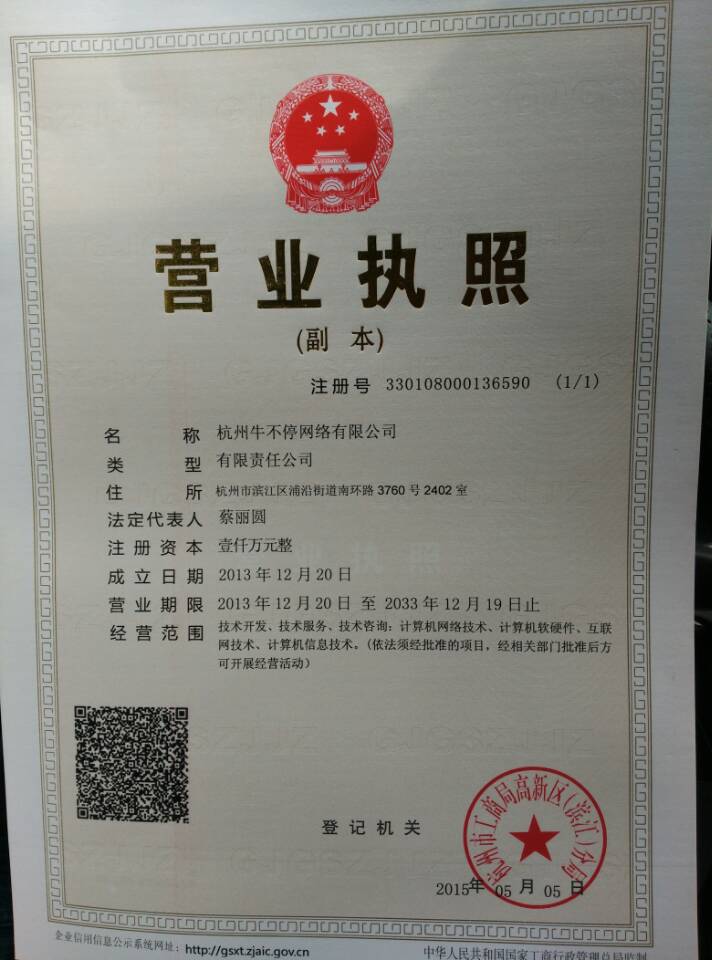 营业执照
(副 本)
注册号 330108000136590 (1/1)
名称 杭州牛不停网络有限公司
类型 有限责任公司
住所 杭州市滨江区浦沿街道南环路3760号2402室
法定代表人 蔡丽圆
注册资本 壹仟万元整
成立日期 2013年12月20日
营业期限 2013年12月20日 至 2033年12月19日止
经营范围 技术开发、技术服务、技术咨询：计算机网络技术、计算机软硬件、互联
网技术、计算机信息技术。(依法须经批准的项目，经相关部门批准后方
可开展经营活动)
登记机关
杭州市工商局高新区(滨江)分局
2015年 05 月 05 日
企业信用信息公示系统网址： http://gsxt.zjaic.gov.cn
中华人民共和国国家工商行政管理总局监制